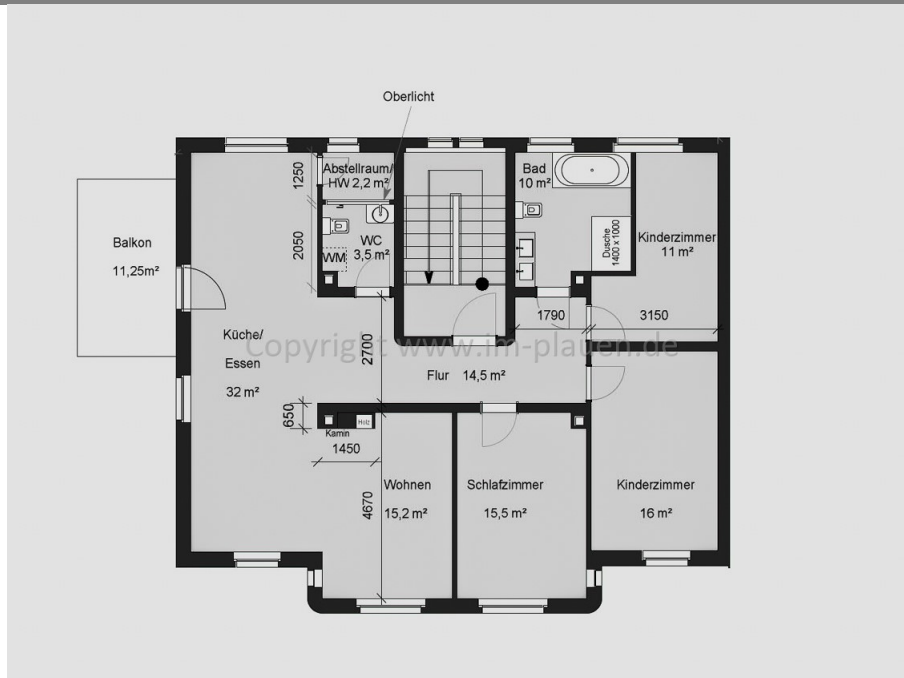 Oberlicht
Abstellraum/
HW 2,2 m²
1250
Bad
10 m²
2050
WC
3,5 m²
WM
Dusche
1400 x 1000
Kinderzimmer
11 m²
Balkon
11,25m²
1790
3150
Küche/
Essen
32 m²
2700
Copyright www.im-plauen.de
Flur 14,5 m²
650
Kamin
Holz
1450
4670
Wohnen
15,2 m²
Schlafzimmer
15,5 m²
Kinderzimmer
16 m²